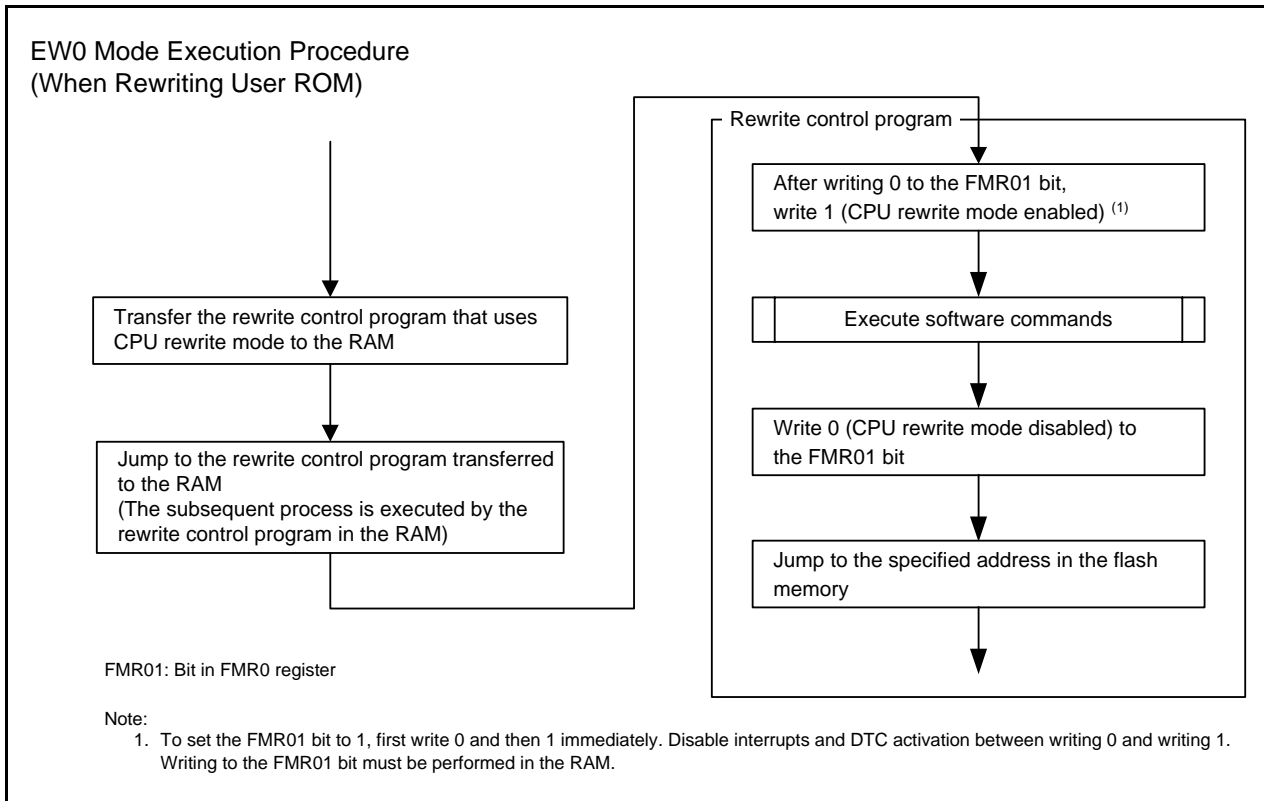 EW0 Mode Execution Procedure
(When Rewriting User ROM)
Transfer the rewrite control program that uses
CPU rewrite mode to the RAM
Jump to the rewrite control program transferred
to the RAM
(The subsequent process is executed by the
rewrite control program in the RAM)
Rewrite control program
After writing 0 to the FMR01 bit,
write 1 (CPU rewrite mode enabled) (1)
Execute software commands
Write 0 (CPU rewrite mode disabled) to
the FMR01 bit
Jump to the specified address in the flash
memory
FMR01: Bit in FMR0 register
Note:
1. To set the FMR01 bit to 1, first write 0 and then 1 immediately. Disable interrupts and DTC activation between writing 0 and writing 1.
Writing to the FMR01 bit must be performed in the RAM.